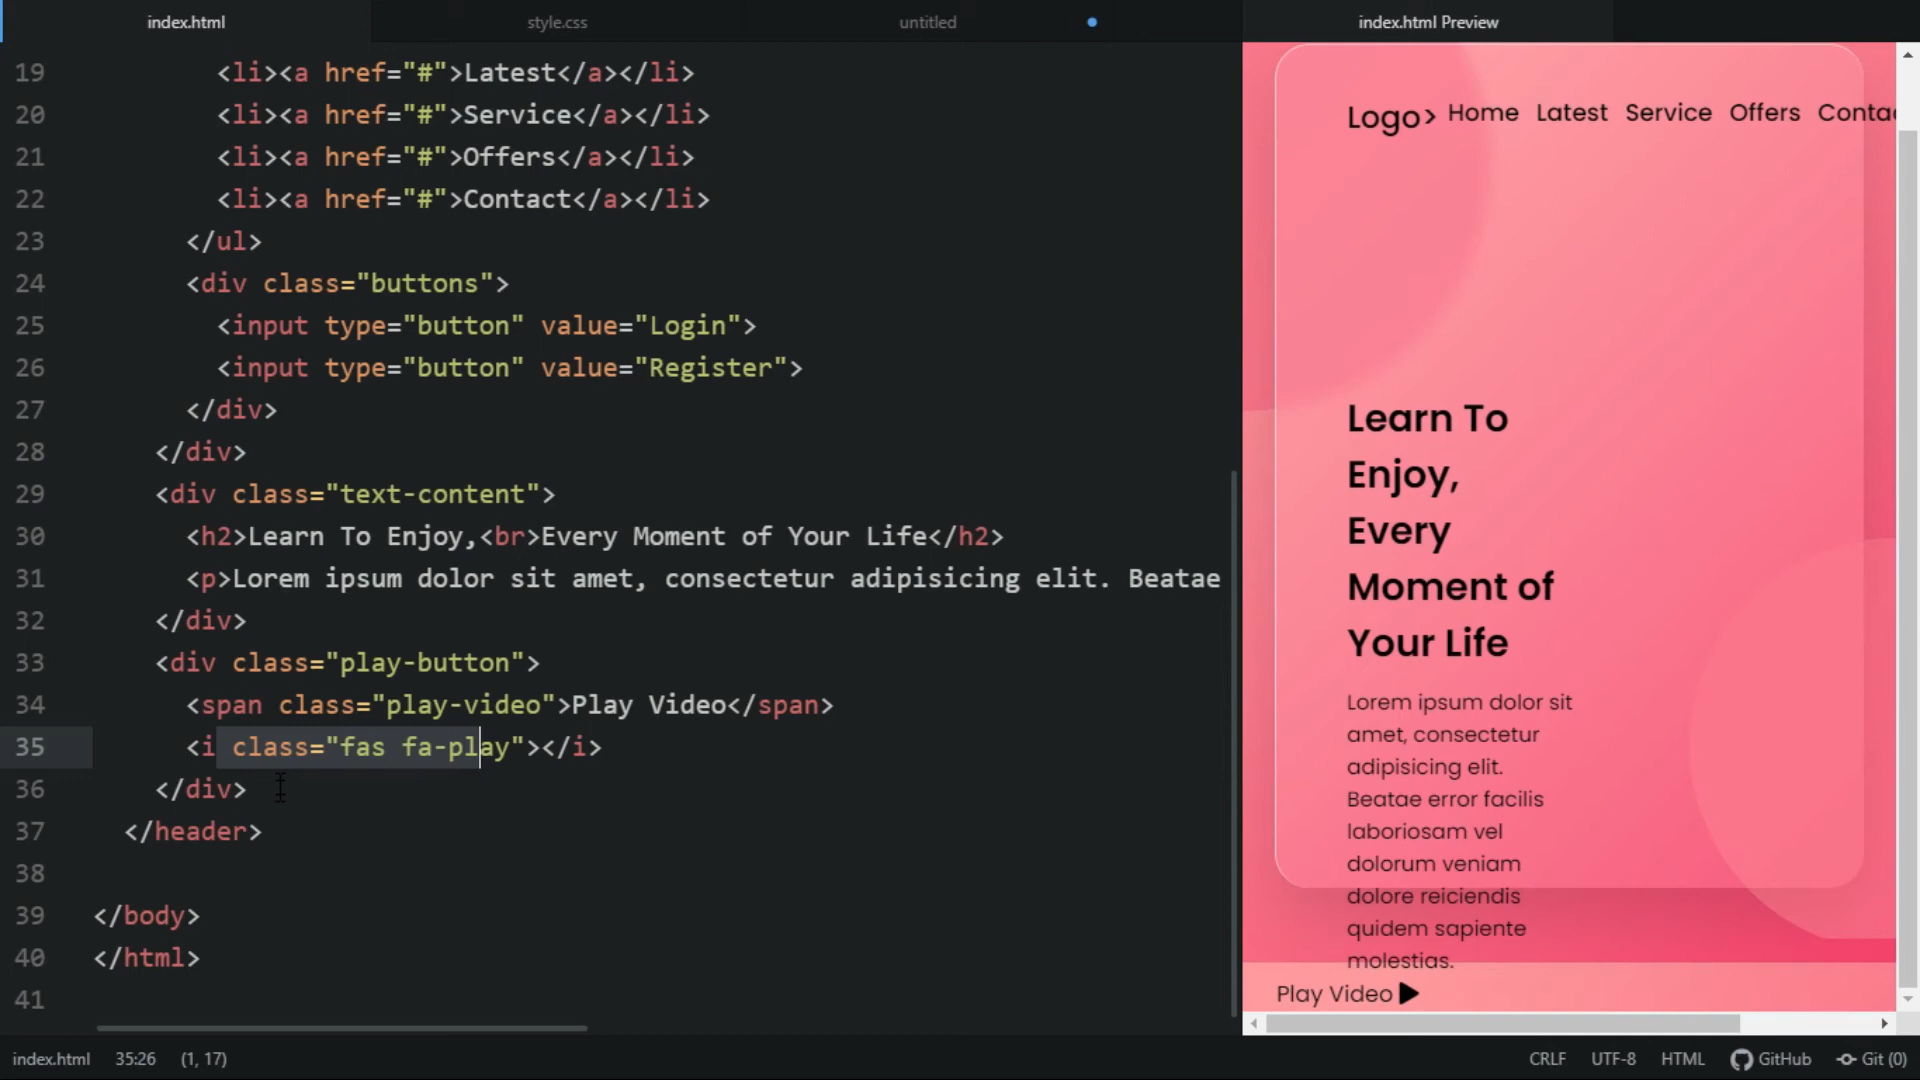 index.html style.css untitled index.html Preview
19 <li><a href="#">Latest</a></li>
20 <li><a href="#">Service</a></li>
21 <li><a href="#">Offers</a></li>
22 <li><a href="#">Contact</a></li>
23 </ul>
24 <div class="buttons">
25 <input type="button" value="Login">
26 <input type="button" value="Register">
27 </div>
28 </div>
29 <div class="text-content">
30 <h2>Learn To Enjoy,<br>Every Moment of Your Life</h2>
31 <p>Lorem ipsum dolor sit amet, consectetur adipisicing elit. Beatae
32 </div>
33 <div class="play-button">
34 <span class="play-video">Play Video</span>
35 <i class="fas fa-play"></i>
36 </div>
37 </header>
38
39 </body>
40 </html>
41
Logo> Home Latest Service Offers Contac
Learn To
Enjoy,
Every
Moment of
Your Life
Lorem ipsum dolor sit
amet, consectetur
adipisicing elit.
Beatae error facilis
laboriosam vel
dolorum veniam
dolore reiciendis
quidem sapiente
molestias.
Play Video
index.html 35:26 (1, 17) CRLF UTF-8 HTML GitHub Git (0)